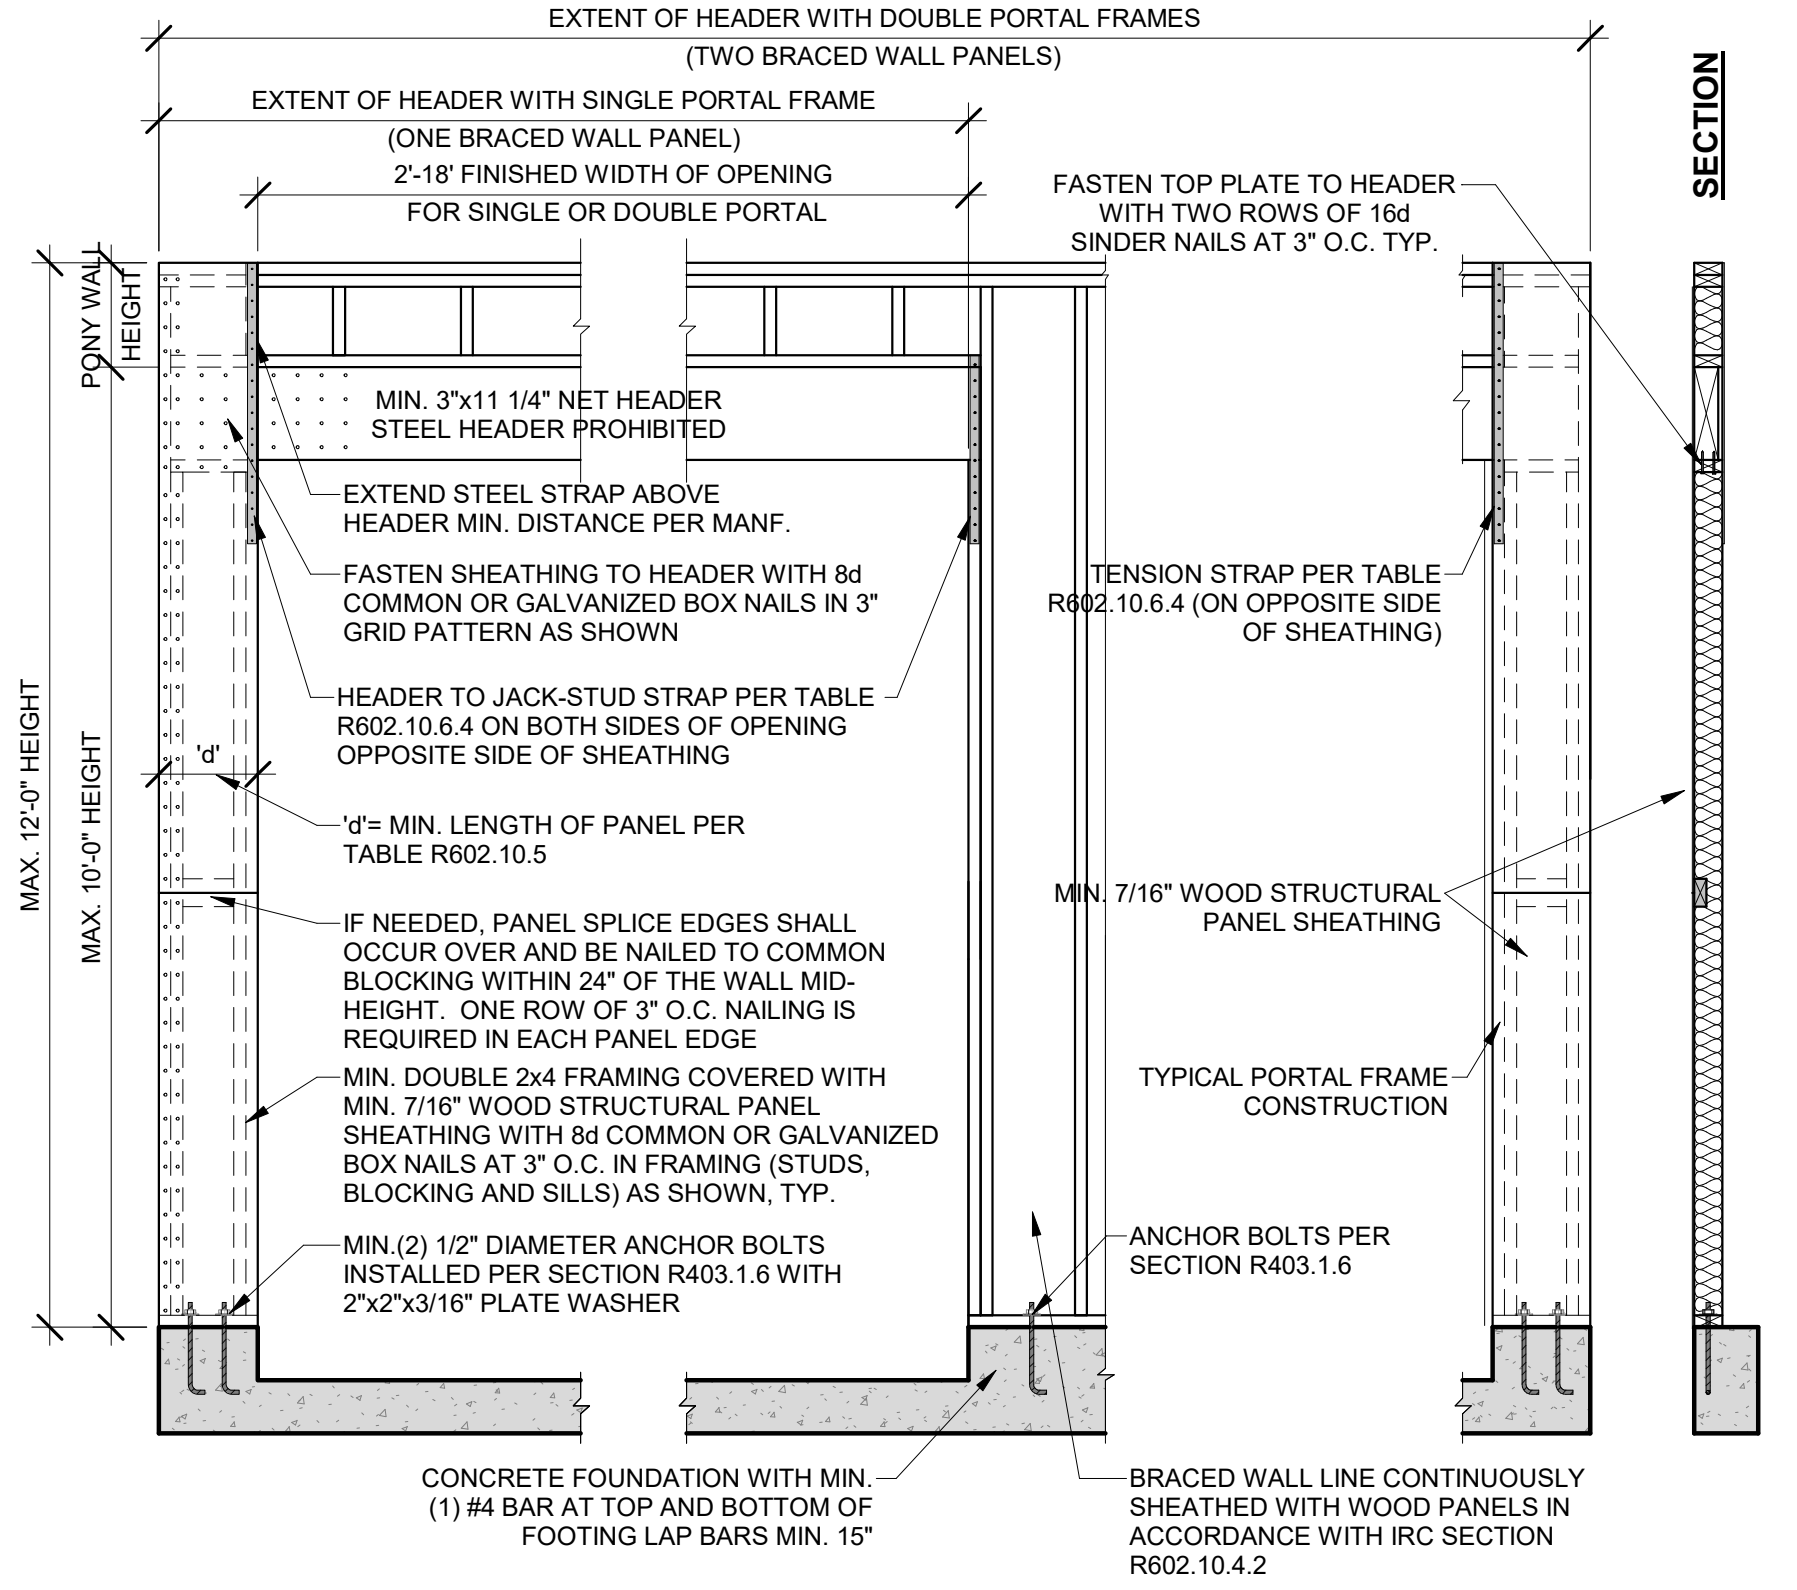 EXTENT OF HEADER WITH DOUBLE PORTAL FRAMES
(TWO BRACED WALL PANELS)
EXTENT OF HEADER WITH SINGLE PORTAL FRAME
(ONE BRACED WALL PANEL)
2'-18' FINISHED WIDTH OF OPENING
FOR SINGLE OR DOUBLE PORTAL
SECTION
FASTEN TOP PLATE TO HEADER
WITH TWO ROWS OF 16d
SINDER NAILS AT 3" O.C. TYP.
PONY WALL
HEIGHT
MIN. 3"x11 1/4" NET HEADER
STEEL HEADER PROHIBITED
EXTEND STEEL STRAP ABOVE
HEADER MIN. DISTANCE PER MANF.
FASTEN SHEATHING TO HEADER WITH 8d
COMMON OR GALVANIZED BOX NAILS IN 3"
GRID PATTERN AS SHOWN
TENSION STRAP PER TABLE
R602.10.6.4 (ON OPPOSITE SIDE
OF SHEATHING)
HEADER TO JACK-STUD STRAP PER TABLE
R602.10.6.4 ON BOTH SIDES OF OPENING
OPPOSITE SIDE OF SHEATHING
MAX. 12'-0" HEIGHT
MAX. 10'-0" HEIGHT
'd'
'd'= MIN. LENGTH OF PANEL PER
TABLE R602.10.5
MIN. 7/16" WOOD STRUCTURAL
PANEL SHEATHING
IF NEEDED, PANEL SPLICE EDGES SHALL
OCCUR OVER AND BE NAILED TO COMMON
BLOCKING WITHIN 24" OF THE WALL MID-
HEIGHT.  ONE ROW OF 3" O.C. NAILING IS
REQUIRED IN EACH PANEL EDGE
MIN. DOUBLE 2x4 FRAMING COVERED WITH
MIN. 7/16" WOOD STRUCTURAL PANEL
SHEATHING WITH 8d COMMON OR GALVANIZED
BOX NAILS AT 3" O.C. IN FRAMING (STUDS,
BLOCKING AND SILLS) AS SHOWN, TYP.
TYPICAL PORTAL FRAME
CONSTRUCTION
MIN.(2) 1/2" DIAMETER ANCHOR BOLTS
INSTALLED PER SECTION R403.1.6 WITH
2"x2"x3/16" PLATE WASHER
ANCHOR BOLTS PER
SECTION R403.1.6
CONCRETE FOUNDATION WITH MIN.
(1) #4 BAR AT TOP AND BOTTOM OF
FOOTING LAP BARS MIN. 15"
BRACED WALL LINE CONTINUOUSLY
SHEATHED WITH WOOD PANELS IN
ACCORDANCE WITH IRC SECTION
R602.10.4.2